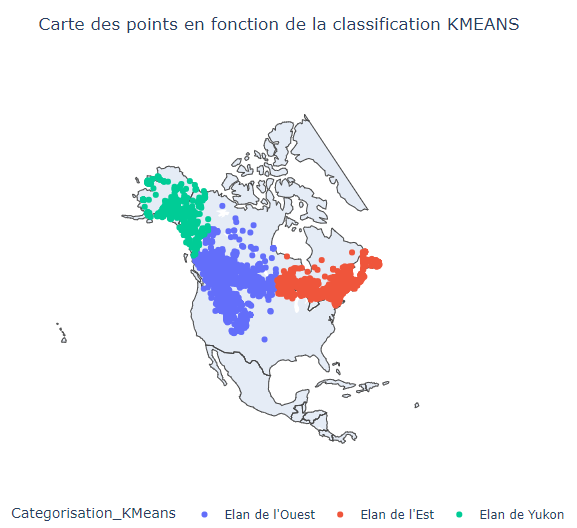 Carte des points en fonction de la classification KMEANS
Categorisation_KMeans
Elan de l'Ouest
Elan de l'Est
Elan de Yukon